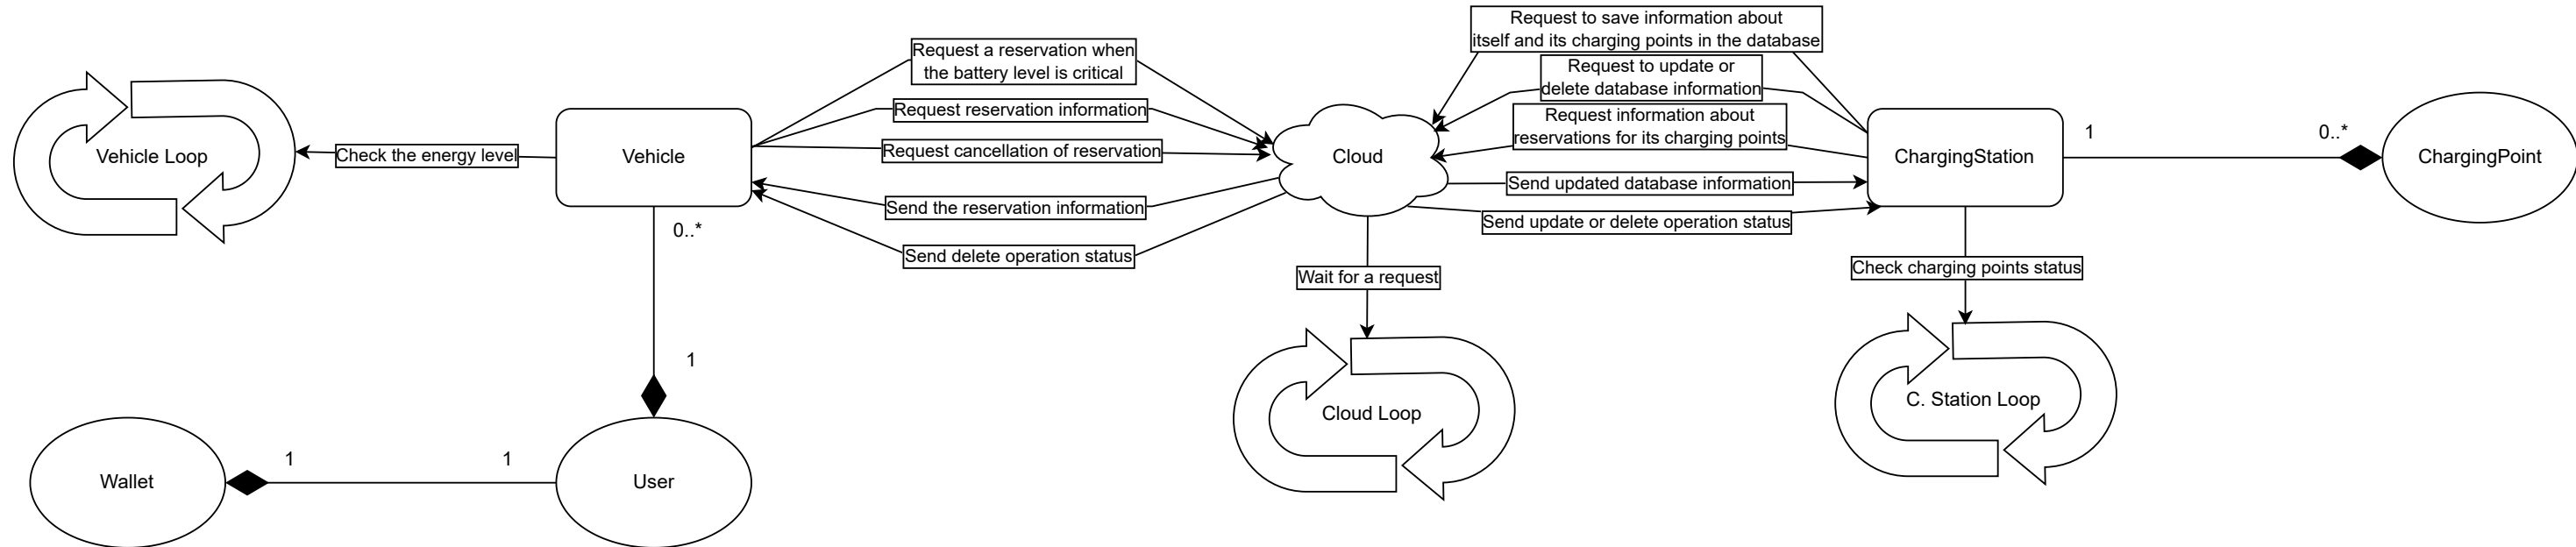 Request to save information about
itself and its charging points in the database
Request a reservation when
the battery level is critical
Request to update or
delete database information
Request reservation information
Request information about
reservations for its charging points
1
0..*
Vehicle Loop
Check the energy level
Vehicle
Request cancellation of reservation
Cloud
ChargingStation
ChargingPoint
Send updated database information
Send the reservation information
Send update or delete operation status
0..*
Send delete operation status
Wait for a request
Check charging points status
1
Cloud Loop
C. Station Loop
1
1
Wallet
User